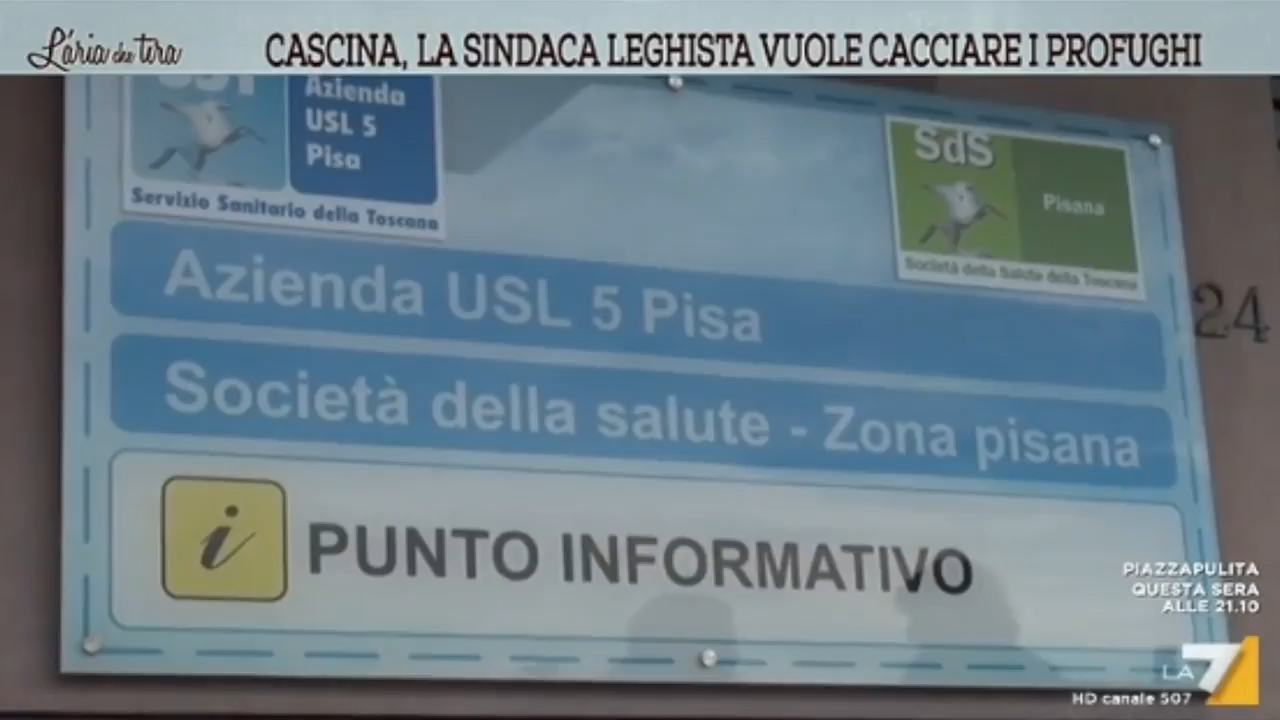 L'aria che tira
CASCINA, LA SINDACA LEGHISTA VUOLE CACCIARE I PROFUGHI
Azienda
USL 5
Pisa
Servizio Sanitario della Toscana
SdS
Pisana
Società della Salute della Toscana
Azienda USL 5 Pisa
24
Società della salute - Zona pisana
i PUNTO INFORMATIVO
PIAZZAPULITA
QUESTA SERA
ALLE 21.10
LA 7
HD canale 507